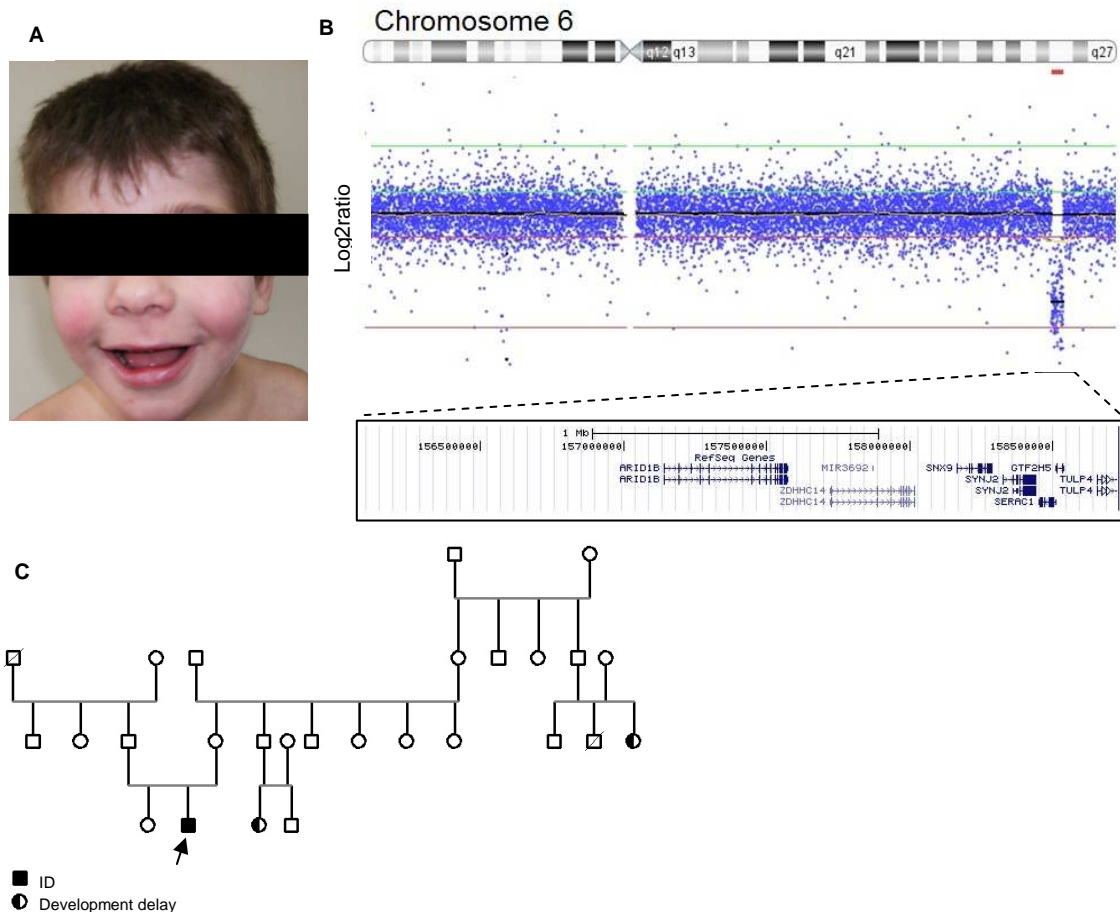 A
B
Chromosome 6
q12 q13 q21 q27
Log2ratio
1 Mb
156500000 157000000 157500000 158000000 158500000
RefSeq Genes
ARID1B MIR3692 SNX9 GTF2H5
ARID1B SYNJ2 TULP4
ZDHHC14 SYNJ2 TULP4
ZDHHC14 SERAC1
C
ID
Development delay